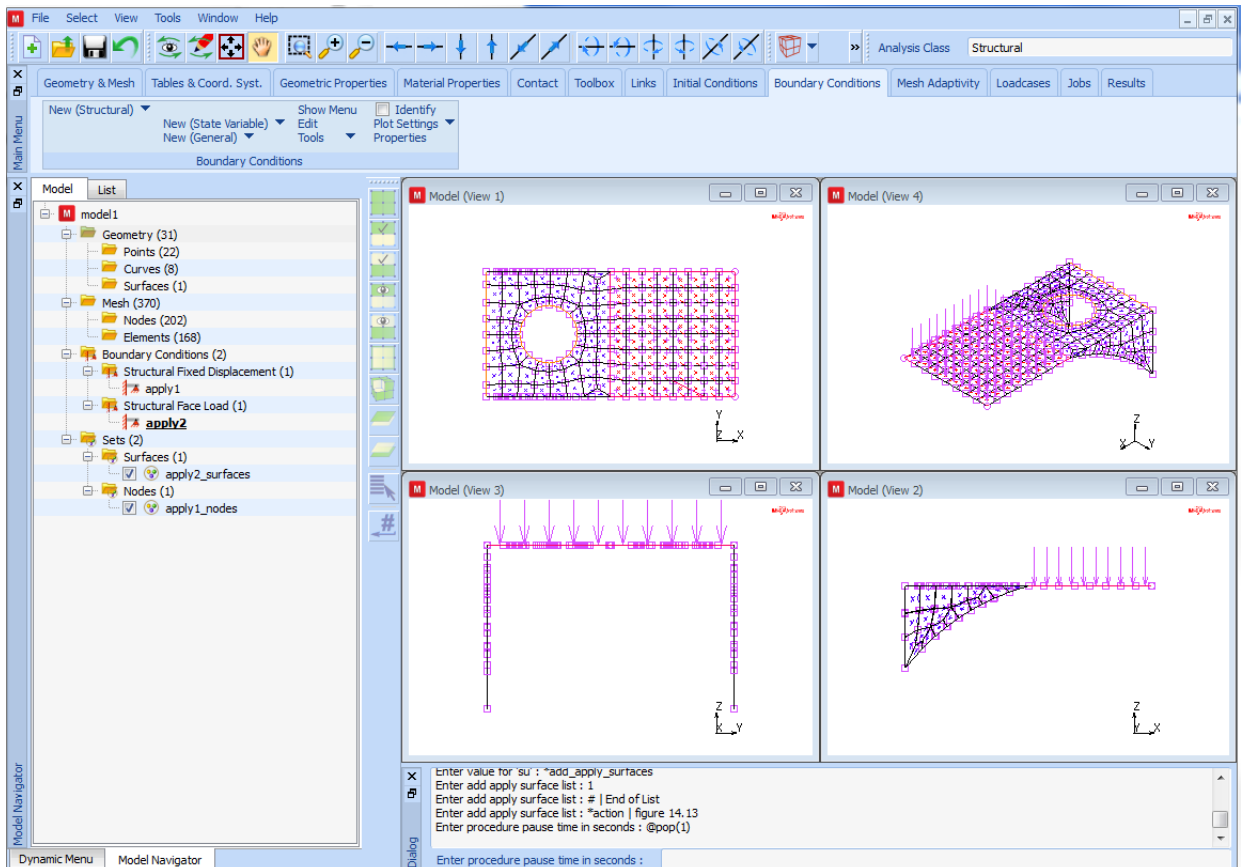 M File Select View Tools Window Help
» Analysis Class Structural
Geometry & Mesh Tables & Coord. Syst. Geometric Properties Material Properties Contact Toolbox Links Initial Conditions Boundary Conditions Mesh Adaptivity Loadcases Jobs Results
New (Structural) Show Menu Identify
New (State Variable) Edit Plot Settings
New (General) Tools Properties
Boundary Conditions
Main Menu
Model List
M model1
Geometry (31)
Points (22)
Curves (8)
Surfaces (1)
Mesh (370)
Nodes (202)
Elements (168)
Boundary Conditions (2)
Structural Fixed Displacement (1)
apply1
Structural Face Load (1)
apply2
Sets (2)
Surfaces (1)
apply2_surfaces
Nodes (1)
apply1_nodes
Model Navigator
Dynamic Menu Model Navigator
#
M Model (View 1)
Y
Z X
M Model (View 4)
Z
X Y
M Model (View 3)
Z
X Y
M Model (View 2)
Z
Y X
Dialog
Enter value for 'su' : *add_apply_surfaces
Enter add apply surface list : 1
Enter add apply surface list : # | End of List
Enter add apply surface list : *action | figure 14.13
Enter procedure pause time in seconds : @pop(1)
Enter procedure pause time in seconds :